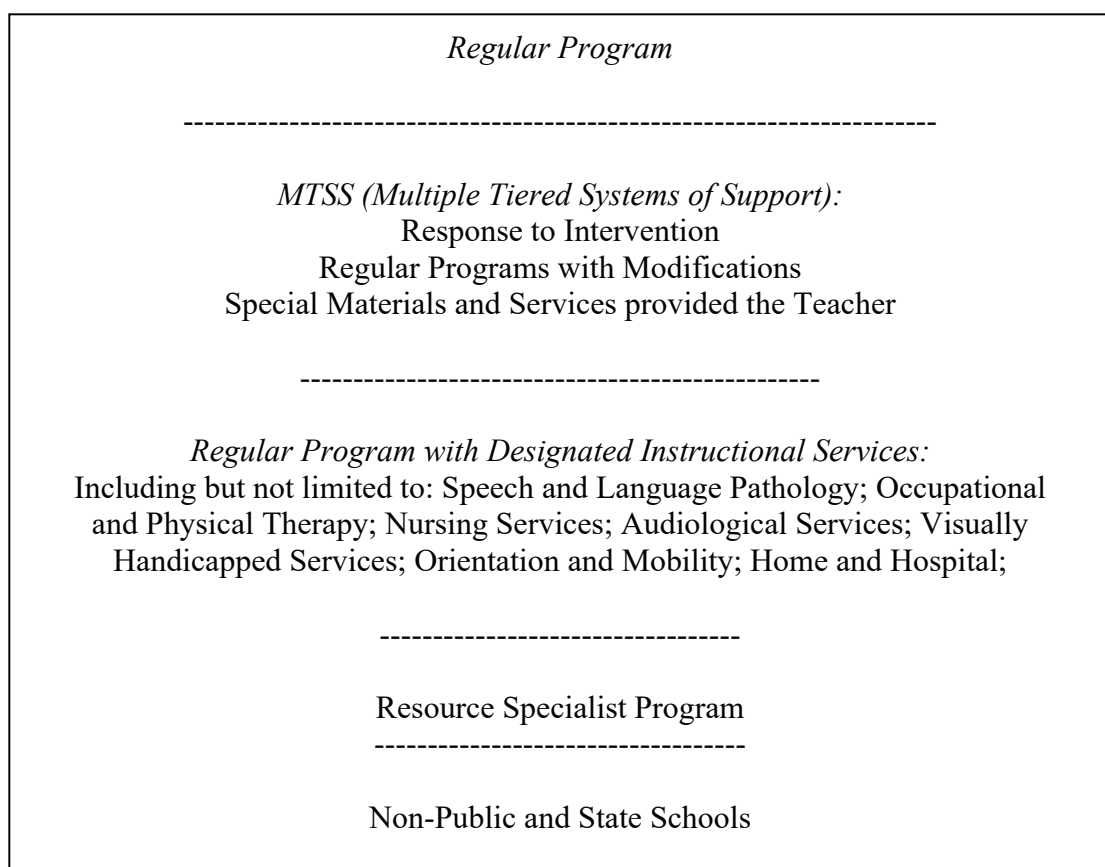 Regular Program
-----------------------------------------------------------------------
MTSS (Multiple Tiered Systems of Support):
Response to Intervention
Regular Programs with Modifications
Special Materials and Services provided the Teacher
-------------------------------------------------
Regular Program with Designated Instructional Services:
Including but not limited to: Speech and Language Pathology; Occupational
and Physical Therapy; Nursing Services; Audiological Services; Visually
Handicapped Services; Orientation and Mobility; Home and Hospital;
----------------------------------
Resource Specialist Program
-----------------------------------
Non-Public and State Schools